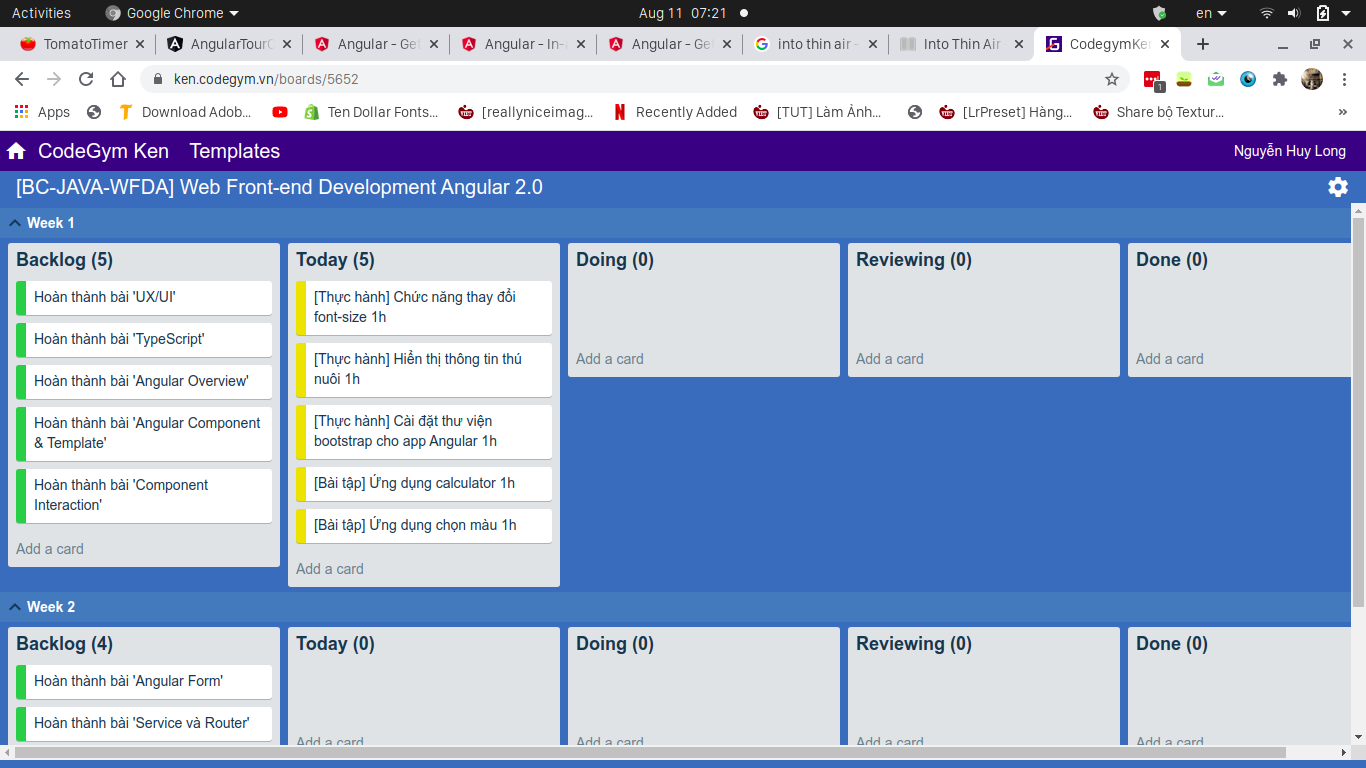 Activities
Google Chrome
Aug 11 07:21
en
TomatoTimer
AngularTourO
Angular - Get
Angular - In-
Angular - Ge
into thin air -
Into Thin Air
CodegymKen
ken.codegym.vn/boards/5652
1
Apps
Download Adob...
Ten Dollar Fonts...
[reallyniceimag...
Recently Added
[TUT] Làm Ảnh...
[LrPreset] Hàng...
Share bộ Textur...
»
CodeGym Ken
Templates
Nguyễn Huy Long
[BC-JAVA-WFDA] Web Front-end Development Angular 2.0
Week 1
Backlog (5)
Hoàn thành bài 'UX/UI'
Hoàn thành bài 'TypeScript'
Hoàn thành bài 'Angular Overview'
Hoàn thành bài 'Angular Component
& Template'
Hoàn thành bài 'Component
Interaction'
Add a card
Today (5)
[Thực hành] Chức năng thay đổi
font-size 1h
[Thực hành] Hiển thị thông tin thú
nuôi 1h
[Thực hành] Cài đặt thư viện
bootstrap cho app Angular 1h
[Bài tập] Ứng dụng calculator 1h
[Bài tập] Ứng dụng chọn màu 1h
Add a card
Doing (0)
Add a card
Reviewing (0)
Add a card
Done (0)
Add a card
Week 2
Backlog (4)
Hoàn thành bài 'Angular Form'
Hoàn thành bài 'Service và Router'
Today (0)
Add a card
Doing (0)
Add a card
Reviewing (0)
Add a card
Done (0)
Add a card